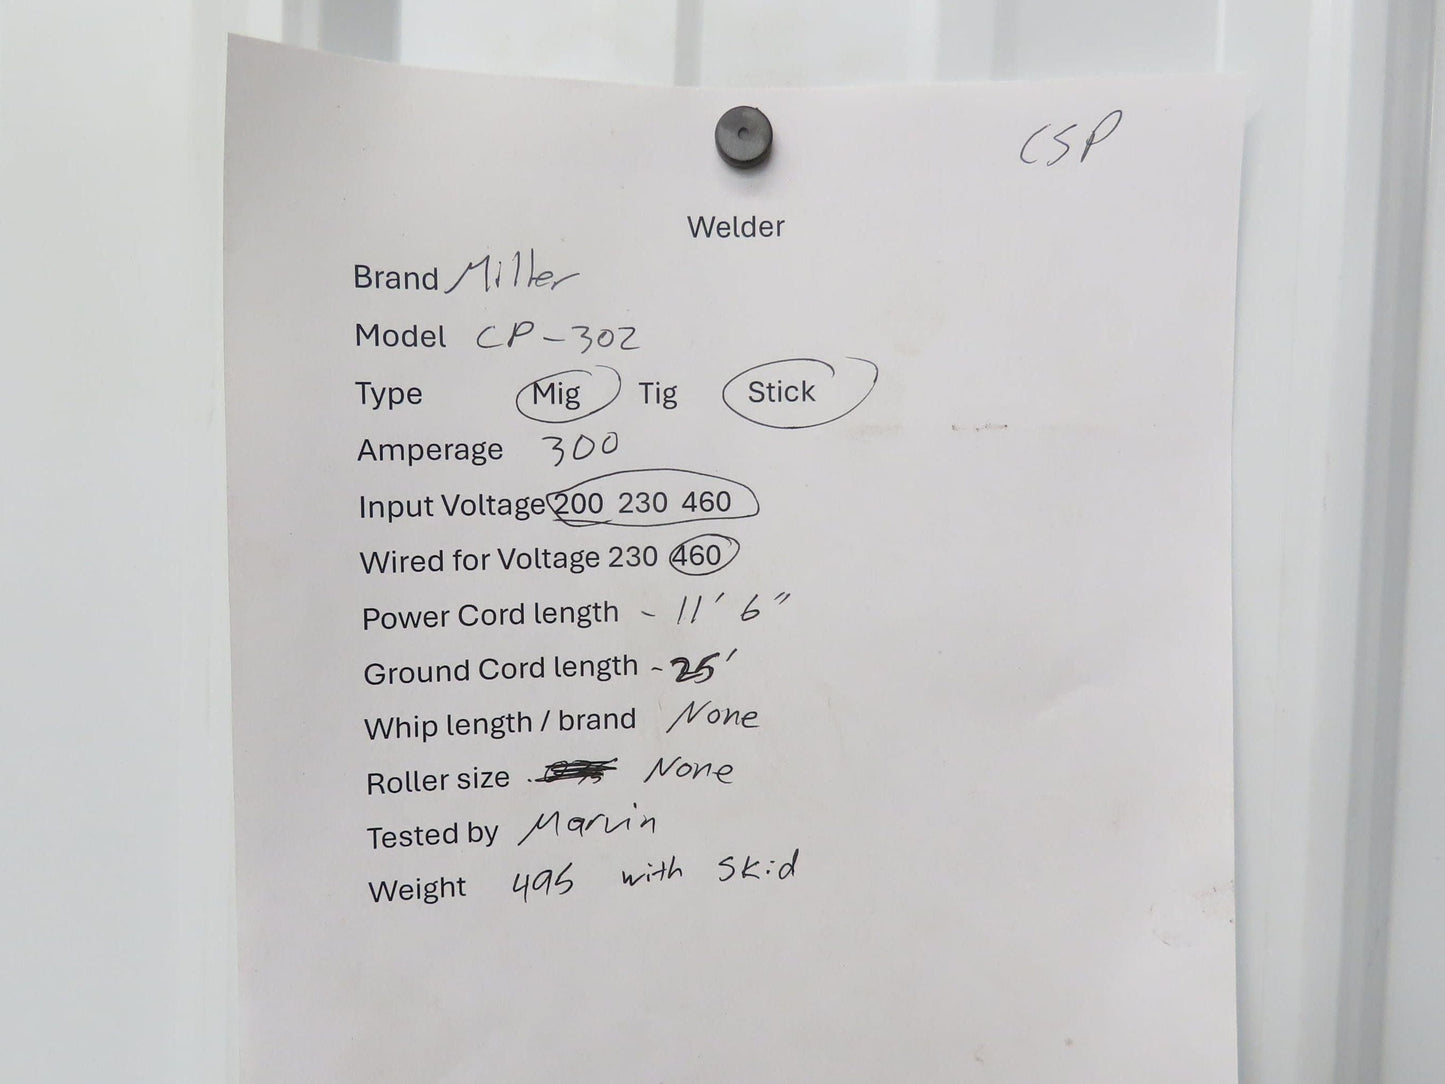 CSP
Welder
Brand Miller
Model CP-302
Type Mig Tig Stick
Amperage 300
Input Voltage 200 230 460
Wired for Voltage 230 460
Power Cord length - 11' 6"
Ground Cord length - 25'
Whip length / brand None
Roller size None
Tested by Marvin
Weight 495 with Skid